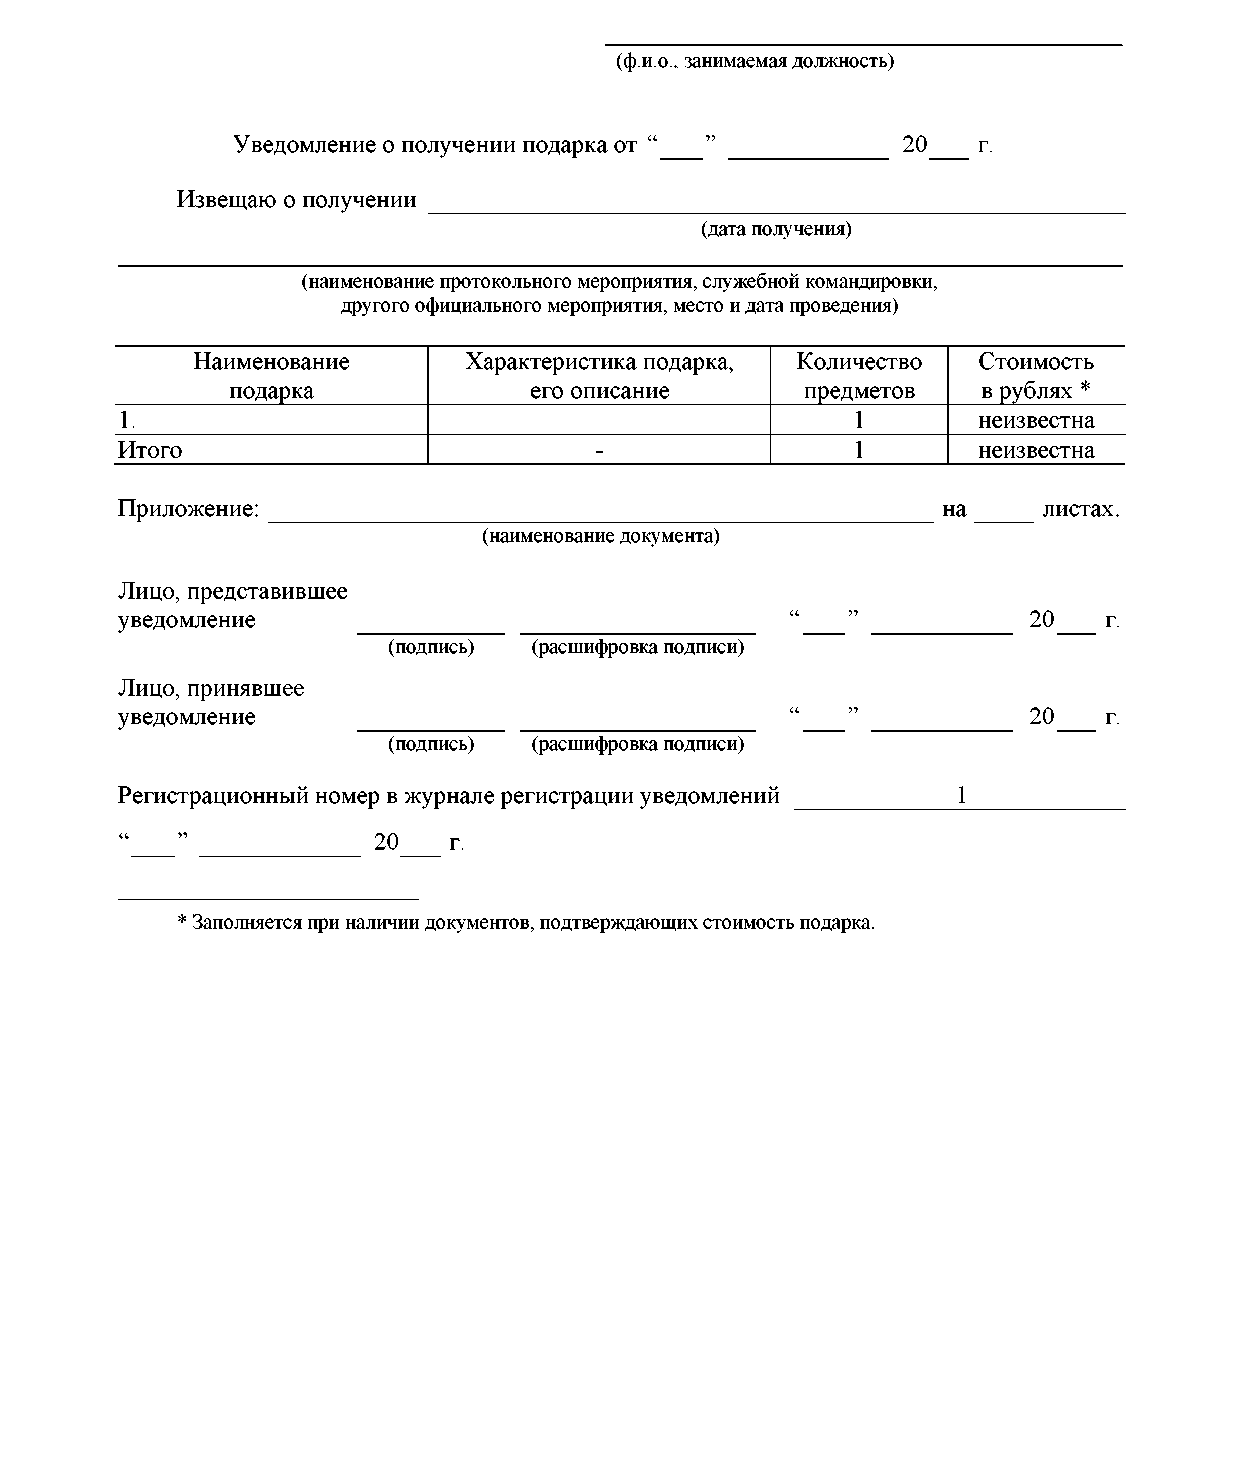 (ф.и.о., занимаемая должность)
Уведомление о получении подарка от “___” ____________ 20___ г.
Извещаю о получении
(дата получения)
(наименование протокольного мероприятия, служебной командировки,
другого официального мероприятия, место и дата проведения)
Наименование подарка Характеристика подарка, его описание Количество предметов Стоимость в рублях *
1. 1 неизвестна
Итого - 1 неизвестна
Приложение: ____________ на ____ листах.
(наименование документа)
Лицо, представившее
уведомление “___” ____________ 20___ г.
(подпись) (расшифровка подписи)
Лицо, принявшее
уведомление “___” ____________ 20___ г.
(подпись) (расшифровка подписи)
Регистрационный номер в журнале регистрации уведомлений 1
“___” ____________ 20___ г.
* Заполняется при наличии документов, подтверждающих стоимость подарка.